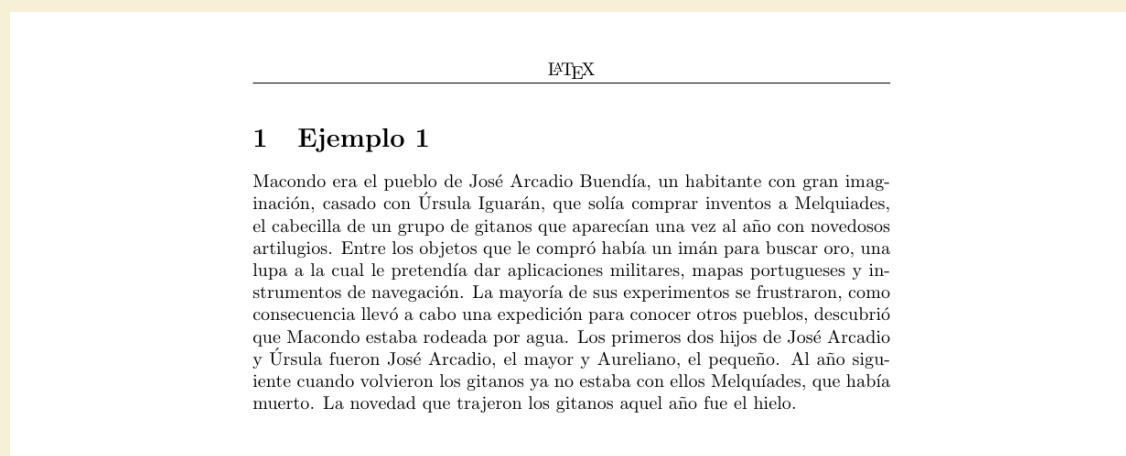 LATEX
1 Ejemplo 1
Macondo era el pueblo de José Arcadio Buendía, un habitante con gran imag-
inación, casado con Úrsula Iguarán, que solía comprar inventos a Melquiades,
el cabecilla de un grupo de gitanos que aparecían una vez al año con novedosos
artilugios. Entre los objetos que le compró había un imán para buscar oro, una
lupa a la cual le pretendía dar aplicaciones militares, mapas portugueses y in-
strumentos de navegación. La mayoría de sus experimentos se frustraron, como
consecuencia llevó a cabo una expedición para conocer otros pueblos, descubrió
que Macondo estaba rodeada por agua. Los primeros dos hijos de José Arcadio
y Úrsula fueron José Arcadio, el mayor y Aureliano, el pequeño. Al año sigu-
iente cuando volvieron los gitanos ya no estaba con ellos Melquíades, que había
muerto. La novedad que trajeron los gitanos aquel año fue el hielo.